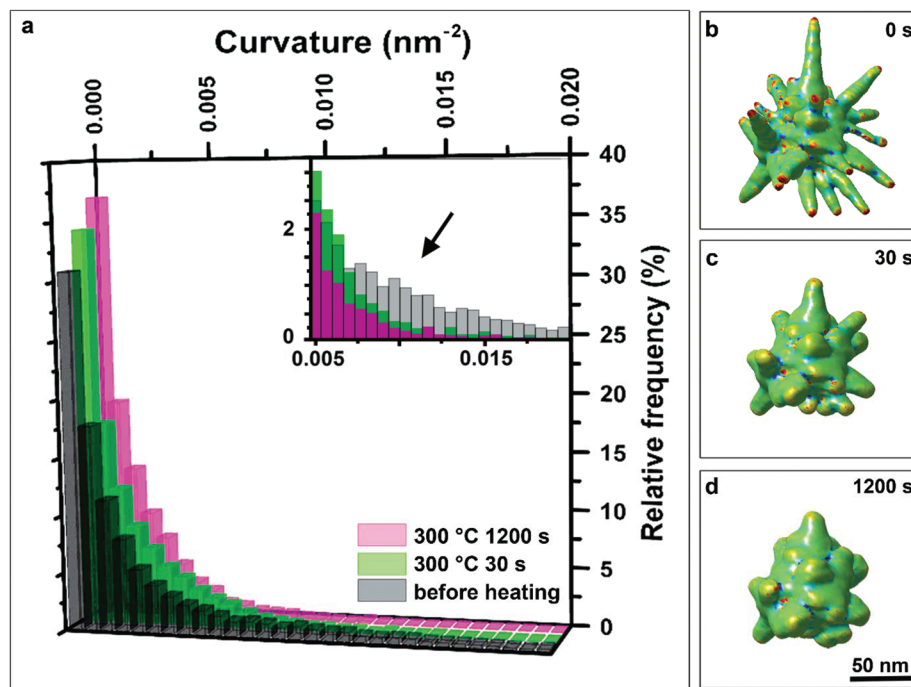 a
Curvature (nm⁻²)
0.000
0.005
0.010
0.015
0.020
40
35
30
25
20
15
10
5
0
Relative frequency (%)
2
0
0.005
0.015
300 °C 1200 s
300 °C 30 s
before heating
b
0 s
c
30 s
d
1200 s
50 nm